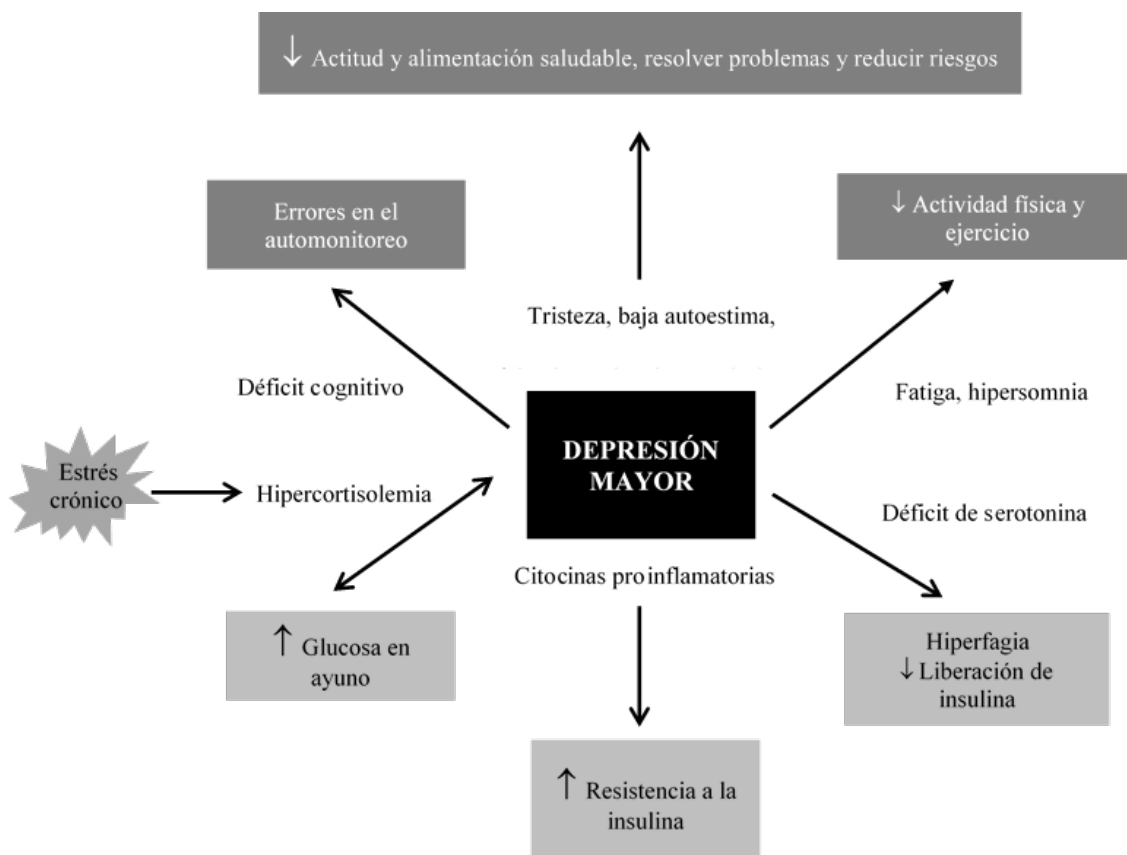 ↓ Actitud y alimentación saludable, resolver problemas y reducir riesgos
Errores en el
automonitoreo
↓ Actividad física y
ejercicio
Tristeza, baja autoestima,
Déficit cognitivo
Fatiga, hipersomnia
DEPRESIÓN
MAYOR
Estrés
crónico
Hipercortisolemia
Déficit de serotonina
Citocinas proinflamatorias
↑ Glucosa en
ayuno
Hiperfagia
↓ Liberación de
insulina
↑ Resistencia a la
insulina